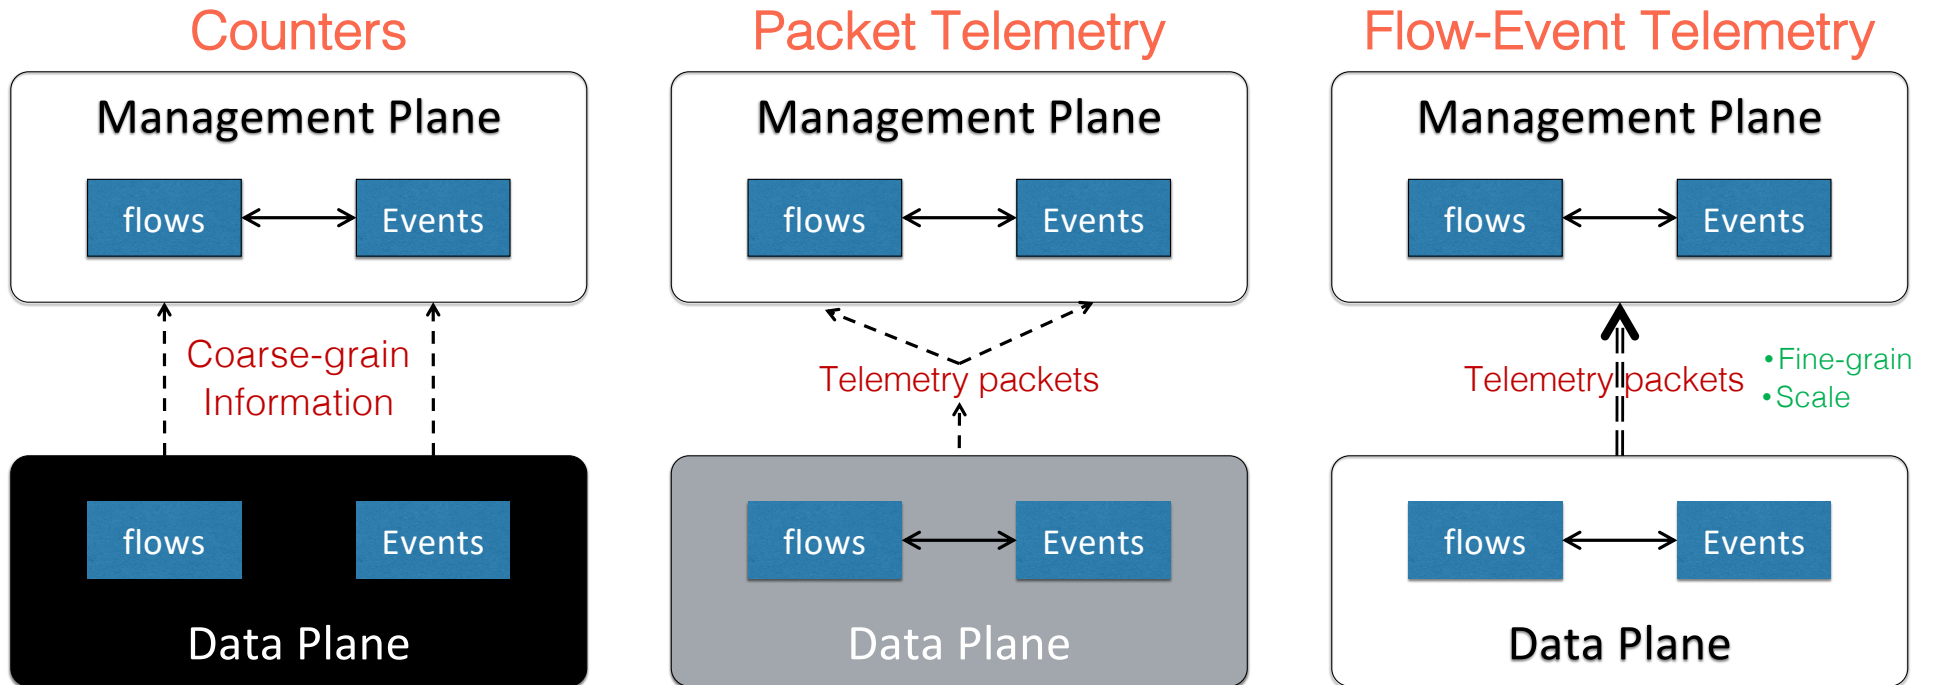 Counters
Management Plane
flows
Events
Coarse-grain
Information
flows
Events
Data Plane
Packet Telemetry
Management Plane
flows
Events
Telemetry packets
flows
Events
Data Plane
Flow-Event Telemetry
Management Plane
flows
Events
Telemetry packets
• Fine-grain
• Scale
flows
Events
Data Plane